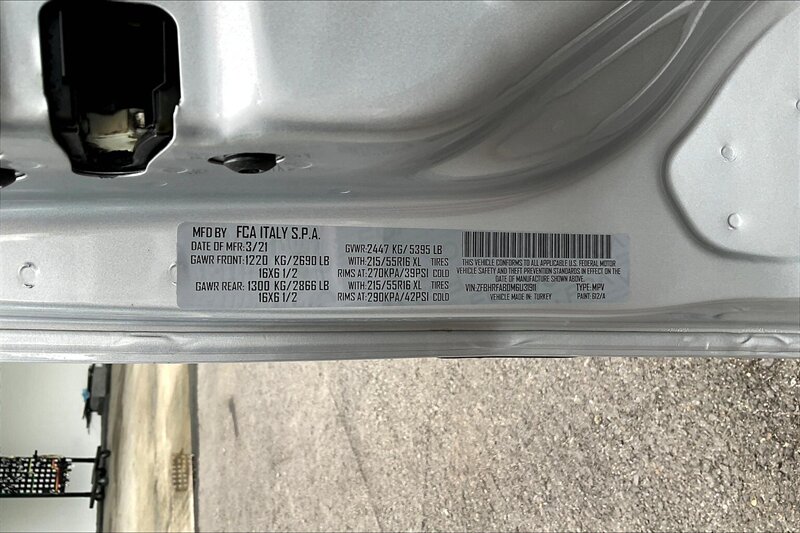 MFD BY FCA ITALY S.P.A.
DATE OF MFR: 3/21 GVWR: 2447 KG/ 5395 LB
GAWR FRONT: 1220 KG/2690 LB WITH: 215/55R16 XL TIRES
16X6 1/2 RIMS AT: 270KPA/39PSI COLD
GAWR REAR: 1300 KG/2866 LB WITH: 215/55R16 XL TIRES
16X6 1/2 RIMS AT: 290KPA/42PSI COLD
THIS VEHICLE CONFORMS TO ALL APPLICABLE U.S. FEDERAL MOTOR
VEHICLE SAFETY AND THEFT PREVENTION STANDARDS IN EFFECT ON THE
DATE OF MANUFACTURE SHOWN ABOVE.
VIN: ZFBHRFAB0M6U31911 TYPE: MPV
VEHICLE MADE IN: TURKEY PAINT: 612/A